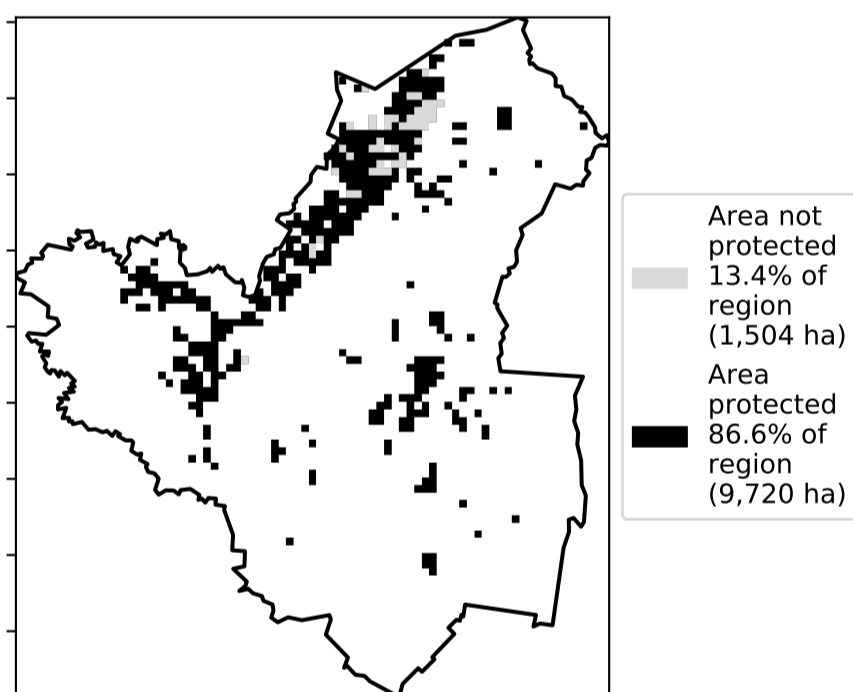 Area not
protected
13.4% of
region
(1,504 ha)
Area
protected
86.6% of
region
(9,720 ha)